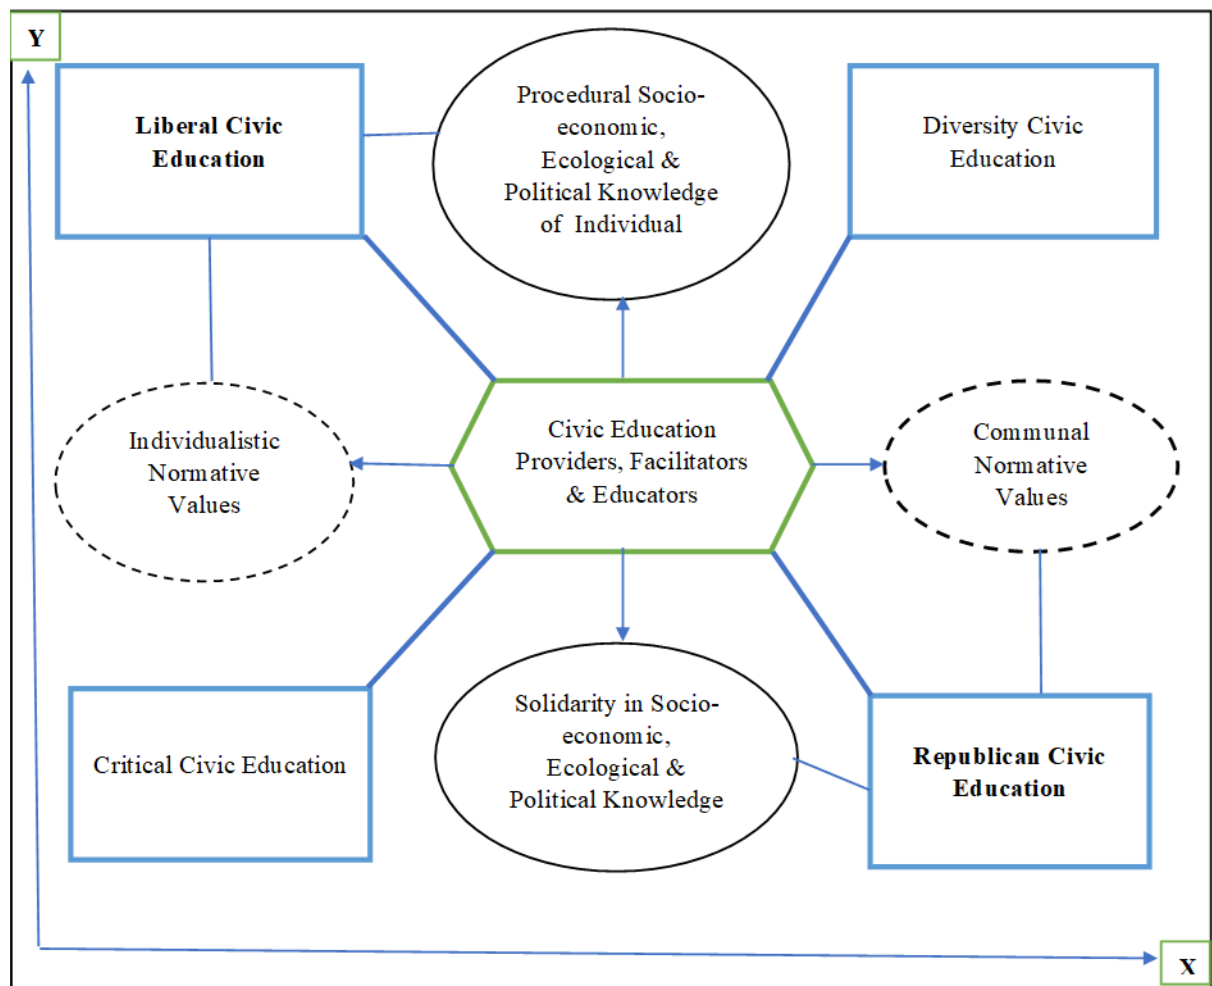 Y
Liberal Civic
Education
Procedural Socio-
economic,
Ecological &
Political Knowledge
of Individual
Diversity Civic
Education
Individualistic
Normative
Values
Civic Education
Providers, Facilitators
& Educators
Communal
Normative
Values
Critical Civic Education
Solidarity in Socio-
economic,
Ecological &
Political Knowledge
Republican Civic
Education
X